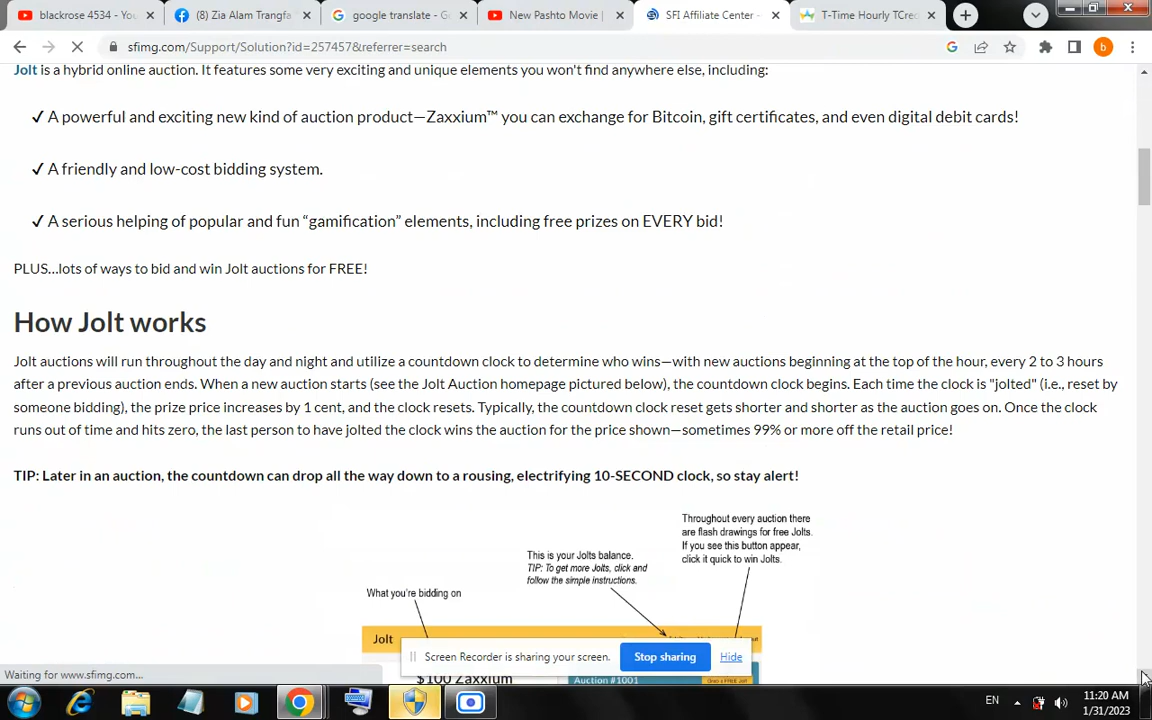 blackrose 4534 - You
(8) Zia Alam Trangfa
google translate - G
New Pashto Movie |
SFI Affiliate Center -
T-Time Hourly TCred
sfimg.com/Support/Solution?id=257457&referrer=search
b
Jolt is a hybrid online auction. It features some very exciting and unique elements you won't find anywhere else, including:
✓ A powerful and exciting new kind of auction product—Zaxxium™ you can exchange for Bitcoin, gift certificates, and even digital debit cards!
✓ A friendly and low-cost bidding system.
✓ A serious helping of popular and fun “gamification” elements, including free prizes on EVERY bid!
PLUS...lots of ways to bid and win Jolt auctions for FREE!
How Jolt works
Jolt auctions will run throughout the day and night and utilize a countdown clock to determine who wins—with new auctions beginning at the top of the hour, every 2 to 3 hours
after a previous auction ends. When a new auction starts (see the Jolt Auction homepage pictured below), the countdown clock begins. Each time the clock is "jolted" (i.e., reset by
someone bidding), the prize price increases by 1 cent, and the clock resets. Typically, the countdown clock reset gets shorter and shorter as the auction goes on. Once the clock
runs out of time and hits zero, the last person to have jolted the clock wins the auction for the price shown—sometimes 99% or more off the retail price!
TIP: Later in an auction, the countdown can drop all the way down to a rousing, electrifying 10-SECOND clock, so stay alert!
Throughout every auction there
are flash drawings for free Jolts.
If you see this button appear,
click it quick to win Jolts.
This is your Jolts balance.
TIP: To get more Jolts, click and
follow the simple instructions.
What you're bidding on
Jolt
Screen Recorder is sharing your screen.
Stop sharing
Hide
$100 Zaxxium
Auction #1001
Grab a FREE Jolt
Waiting for www.sfimg.com...
EN
11:20 AM
1/31/2023